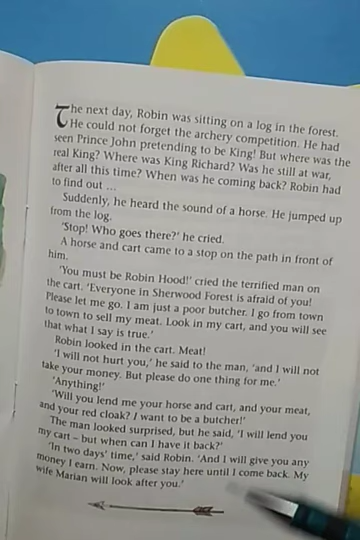 The next day, Robin was sitting on a log in the forest.
He could not forget the archery competition. He had
seen Prince John pretending to be King! But where was the
real King? Where was King Richard? Was he still at war,
after all this time? When was he coming back? Robin had
to find out ...
Suddenly, he heard the sound of a horse. He jumped up
from the log.
'Stop! Who goes there?' he cried.
A horse and cart came to a stop on the path in front of
him.
'You must be Robin Hood!' cried the terrified man on
the cart. 'Everyone in Sherwood Forest is afraid of you!
Please let me go. I am just a poor butcher. I go from town
to town to sell my meat. Look in my cart, and you will see
that what I say is true.'
Robin looked in the cart. Meat!
'I will not hurt you,' he said to the man, 'and I will not
take your money. But please do one thing for me.'
'Anything!'
'Will you lend me your horse and cart, and your meat,
and your red cloak? I want to be a butcher!'
The man looked surprised, but he said, 'I will lend you
my cart – but when can I have it back?'
'In two days' time,' said Robin. 'And I will give you any
money I earn. Now, please stay here until I come back. My
wife Marian will look after you.'